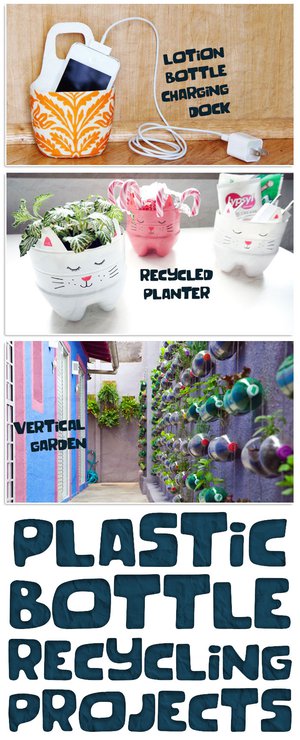 LOTION
BOTTLE
CHARGING
DOCK
RECYCLED
PLANTER
VERTICAL
GARDEN
PLASTIC
BOTTLE
RECYCLING
PROJECTS